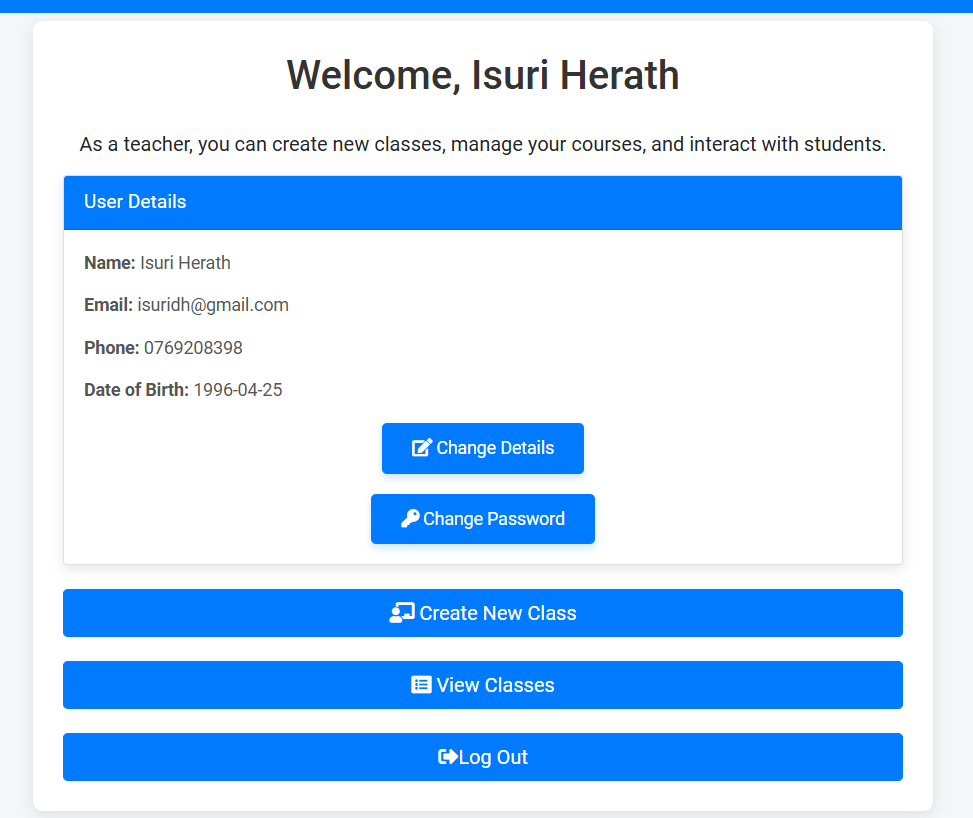 Welcome, Isuri Herath
As a teacher, you can create new classes, manage your courses, and interact with students.
User Details
Name: Isuri Herath
Email: isuridh@gmail.com
Phone: 0769208398
Date of Birth: 1996-04-25
Change Details
Change Password
Create New Class
View Classes
Log Out